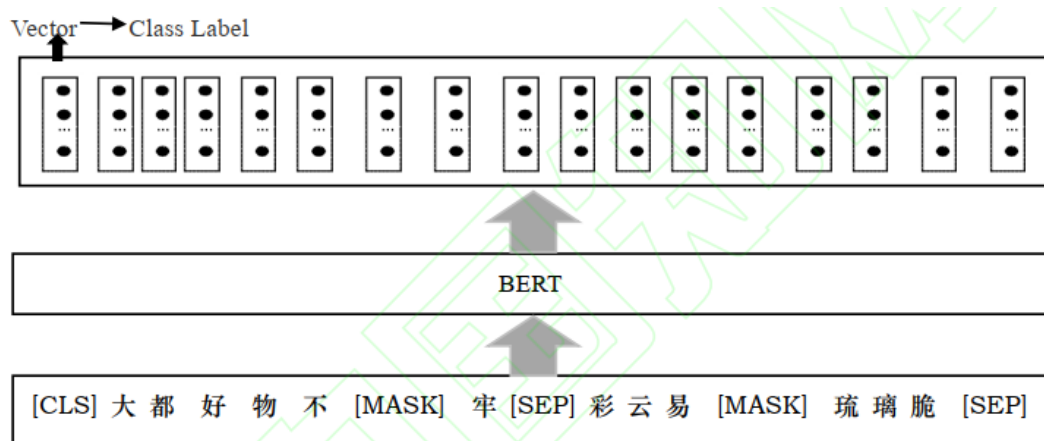 Vector Class Label
... ... ... ... ... ... ... ... ... ... ... ... ... ... ... ... ...
BERT
[CLS] 大 都 好 物 不 [MASK] 牢 [SEP] 彩 云 易 [MASK] 琉 璃 脆 [SEP]